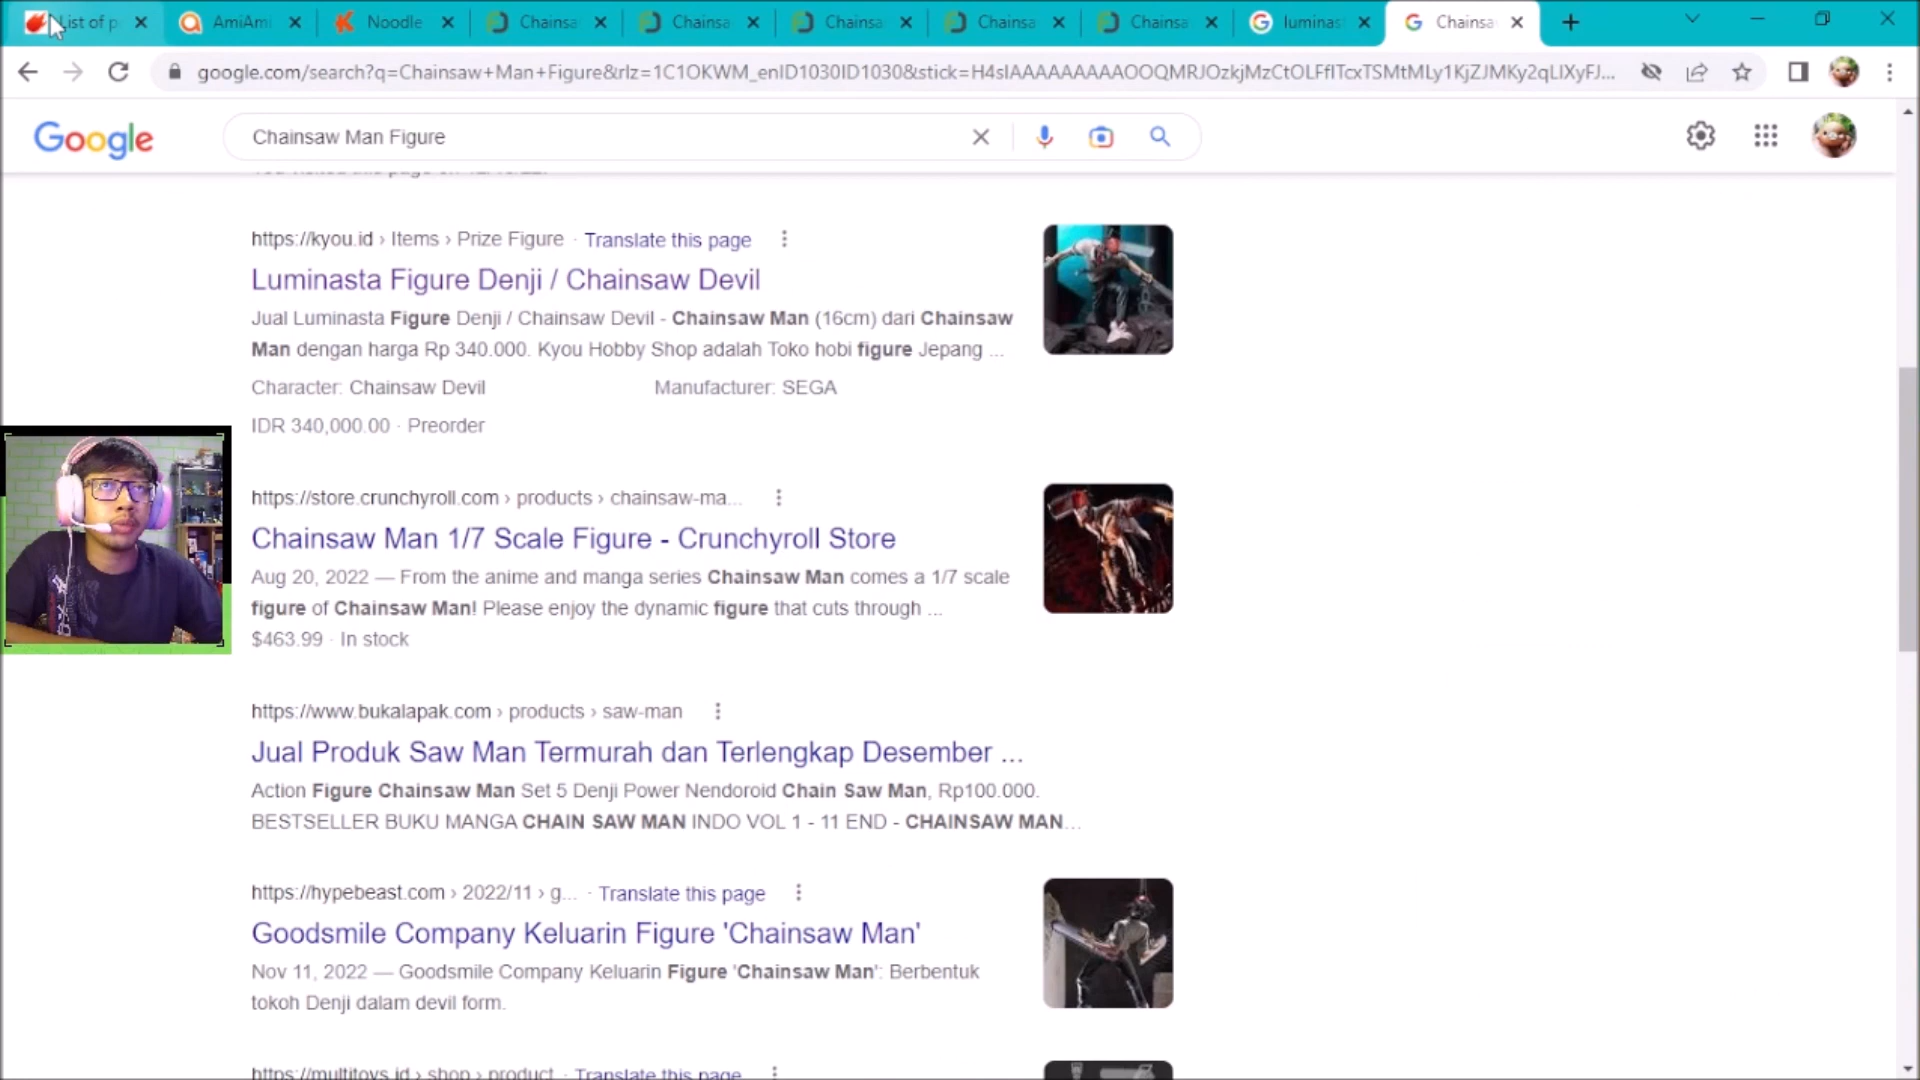 List of p
AmiAmi
Noodle
Chainsa
Chainsa
Chainsa
Chainsa
Chainsa
luminas
Chainsa
google.com/search?q=Chainsaw+Man+Figure&rlz=1C1OKWM_enID1030ID1030&stick=H4sIAAAAAAAAAOOQMRJOzkjMzCtOLFfITcxTSMtMLy1KjZJMKy2qLIXyFJ...
Google
Chainsaw Man Figure
https://kyou.id › Items › Prize Figure · Translate this page
Luminasta Figure Denji / Chainsaw Devil
Jual Luminasta Figure Denji / Chainsaw Devil - Chainsaw Man (16cm) dari Chainsaw
Man dengan harga Rp 340.000. Kyou Hobby Shop adalah Toko hobi figure Jepang ...
Character: Chainsaw Devil Manufacturer: SEGA
IDR 340,000.00 · Preorder
https://store.crunchyroll.com › products › chainsaw-ma...
Chainsaw Man 1/7 Scale Figure - Crunchyroll Store
Aug 20, 2022 — From the anime and manga series Chainsaw Man comes a 1/7 scale
figure of Chainsaw Man! Please enjoy the dynamic figure that cuts through ...
$463.99 · In stock
https://www.bukalapak.com › products › saw-man
Jual Produk Saw Man Termurah dan Terlengkap Desember ...
Action Figure Chainsaw Man Set 5 Denji Power Nendoroid Chain Saw Man, Rp100.000.
BESTSELLER BUKU MANGA CHAIN SAW MAN INDO VOL 1 - 11 END - CHAINSAW MAN...
https://hypebeast.com › 2022/11 › g... · Translate this page
Goodsmile Company Keluarin Figure 'Chainsaw Man'
Nov 11, 2022 — Goodsmile Company Keluarin Figure 'Chainsaw Man': Berbentuk
tokoh Denji dalam devil form.
https://multitoys.id › shop › product · Translate this page